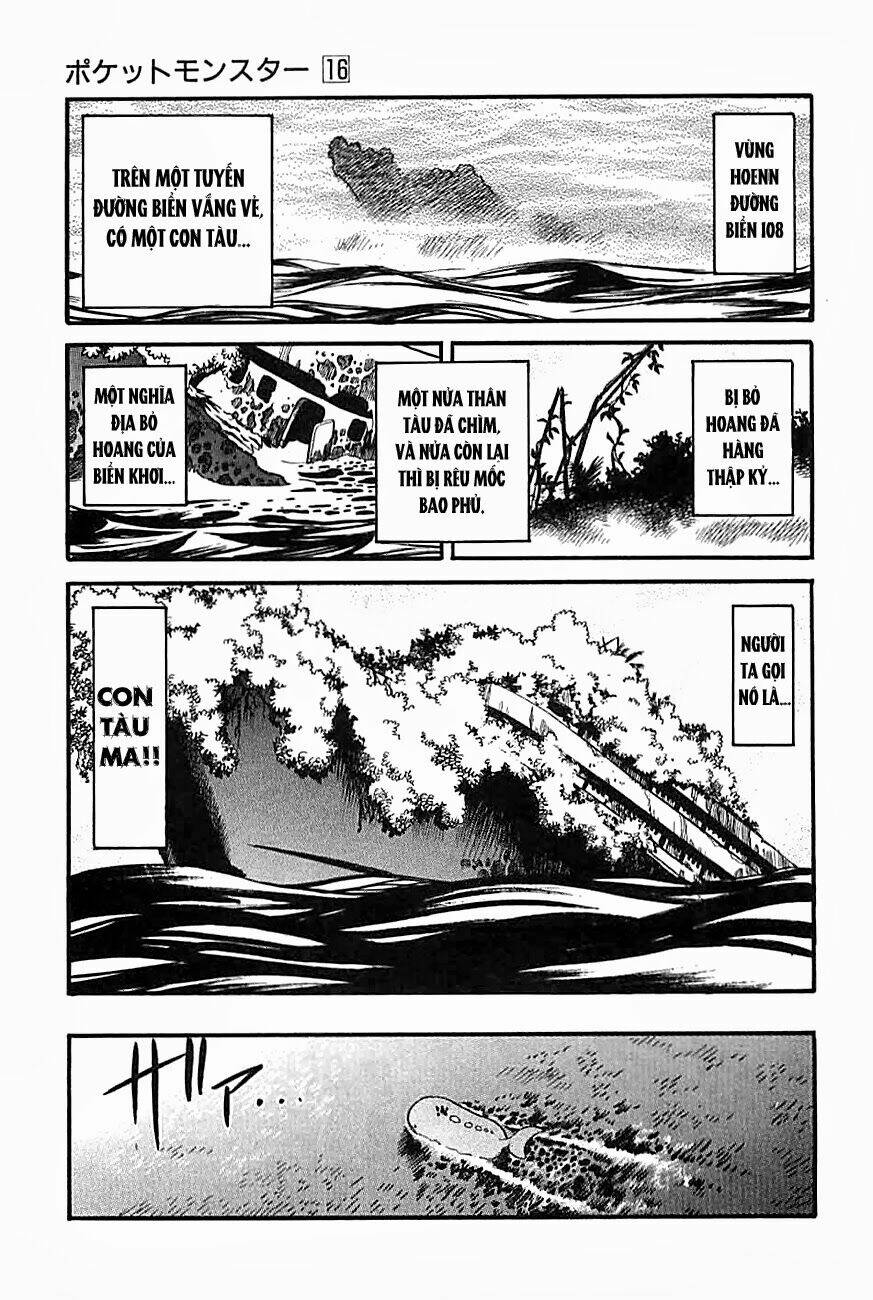 ポケットモンスター 16
VÙNG
HOENN
ĐƯỜNG
BIỂN 108
TRÊN MỘT TUYẾN
ĐƯỜNG BIỂN VẮNG VẺ,
CÓ MỘT CON TÀU...
BỊ BỎ
HOANG ĐÃ
HÀNG
THẬP KỶ...
MỘT NỬA THÂN
TÀU ĐÃ CHÌM,
VÀ NỬA CÒN LẠI
THÌ BỊ RÊU MỐC
BAO PHỦ.
MỘT NGHĨA
ĐỊA BỎ
HOANG CỦA
BIỂN KHƠI...
NGƯỜI
TA GỌI
NÓ LÀ...
CON
TÀU
MA!!
ザザァ...